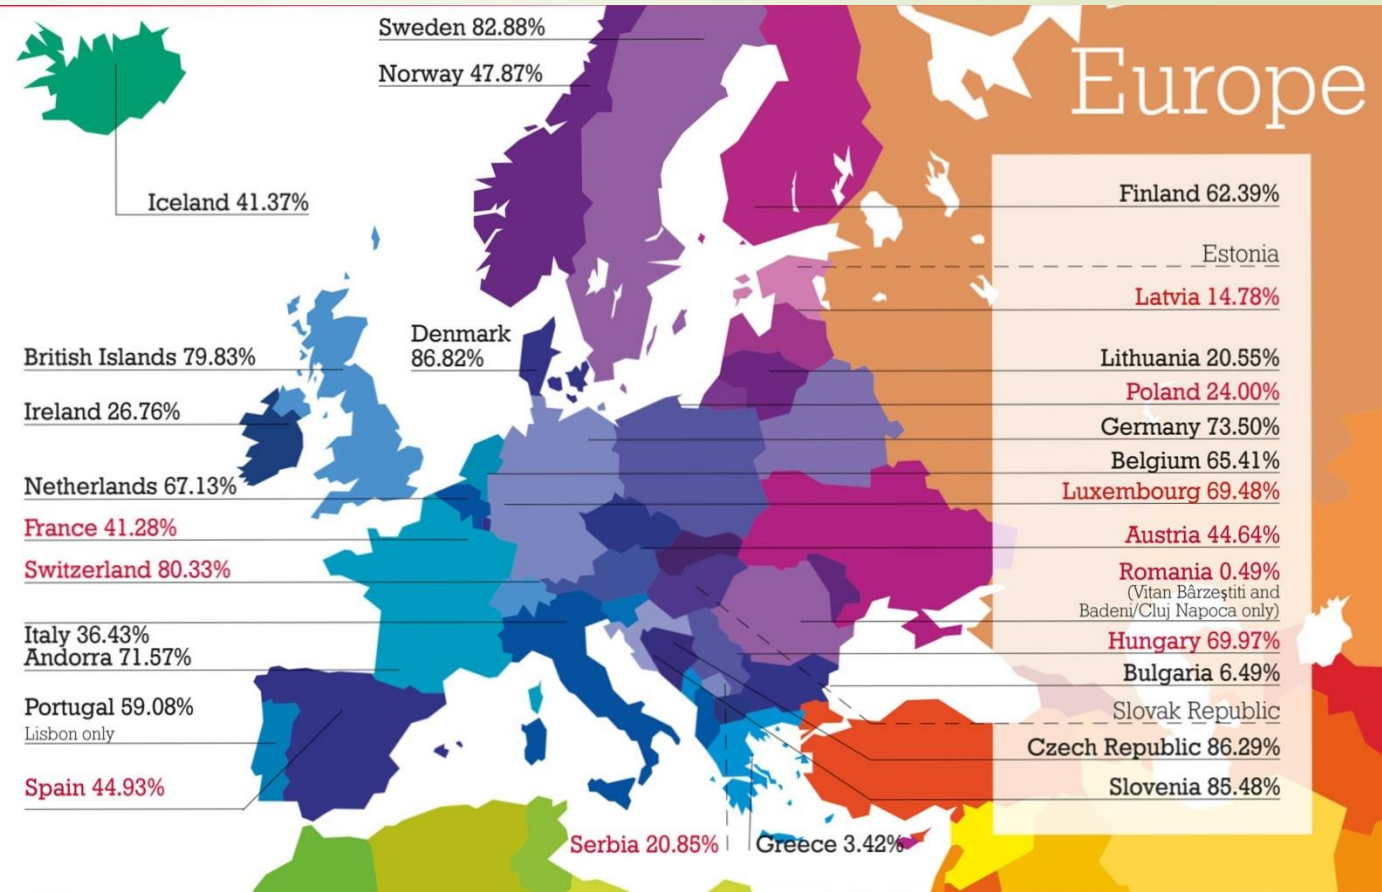 Europe
Sweden 82.88%
Norway 47.87%
Iceland 41.37%
Denmark
86.82%
British Islands 79.83%
Ireland 26.76%
Netherlands 67.13%
France 41.28%
Switzerland 80.33%
Italy 36.43%
Andorra 71.57%
Portugal 59.08%
Lisbon only
Spain 44.93%
Finland 62.39%
Estonia
Latvia 14.78%
Lithuania 20.55%
Poland 24.00%
Germany 73.50%
Belgium 65.41%
Luxembourg 69.48%
Austria 44.64%
Romania 0.49%
(Vitan Bârzeştiti and
Badeni/Cluj Napoca only)
Hungary 69.97%
Bulgaria 6.49%
Slovak Republic
Czech Republic 86.29%
Slovenia 85.48%
Serbia 20.85%
Greece 3.42%